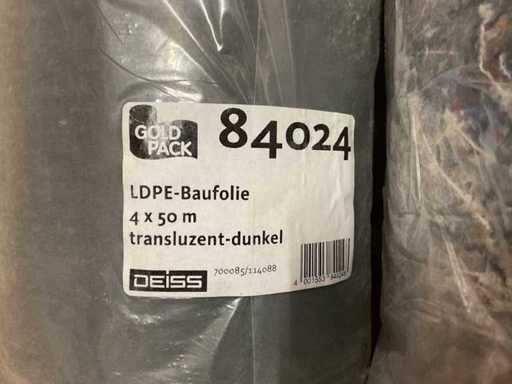 GOLD
PACK
84024
LDPE-Baufolie
4 x 50 m
transluzent-dunkel
DEISS
700085/114088